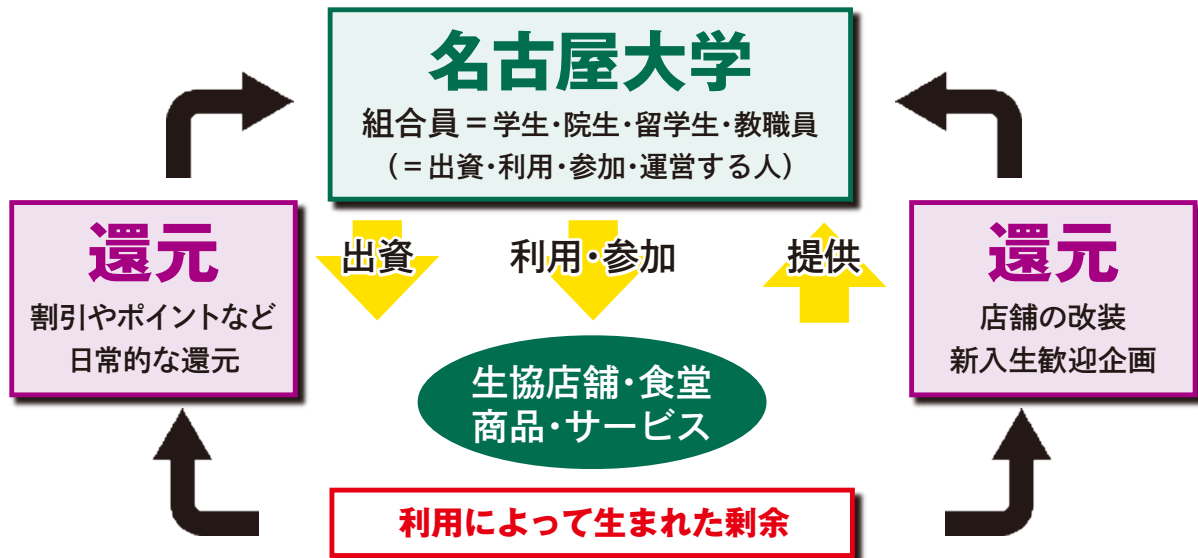 名古屋大学
組合員=学生・院生・留学生・教職員
(=出資・利用・参加・運営する人)
還元
割引やポイントなど
日常的な還元
出資
利用・参加
提供
還元
店舗の改装
新入生歓迎企画
生協店舗・食堂
商品・サービス
利用によって生まれた剰余